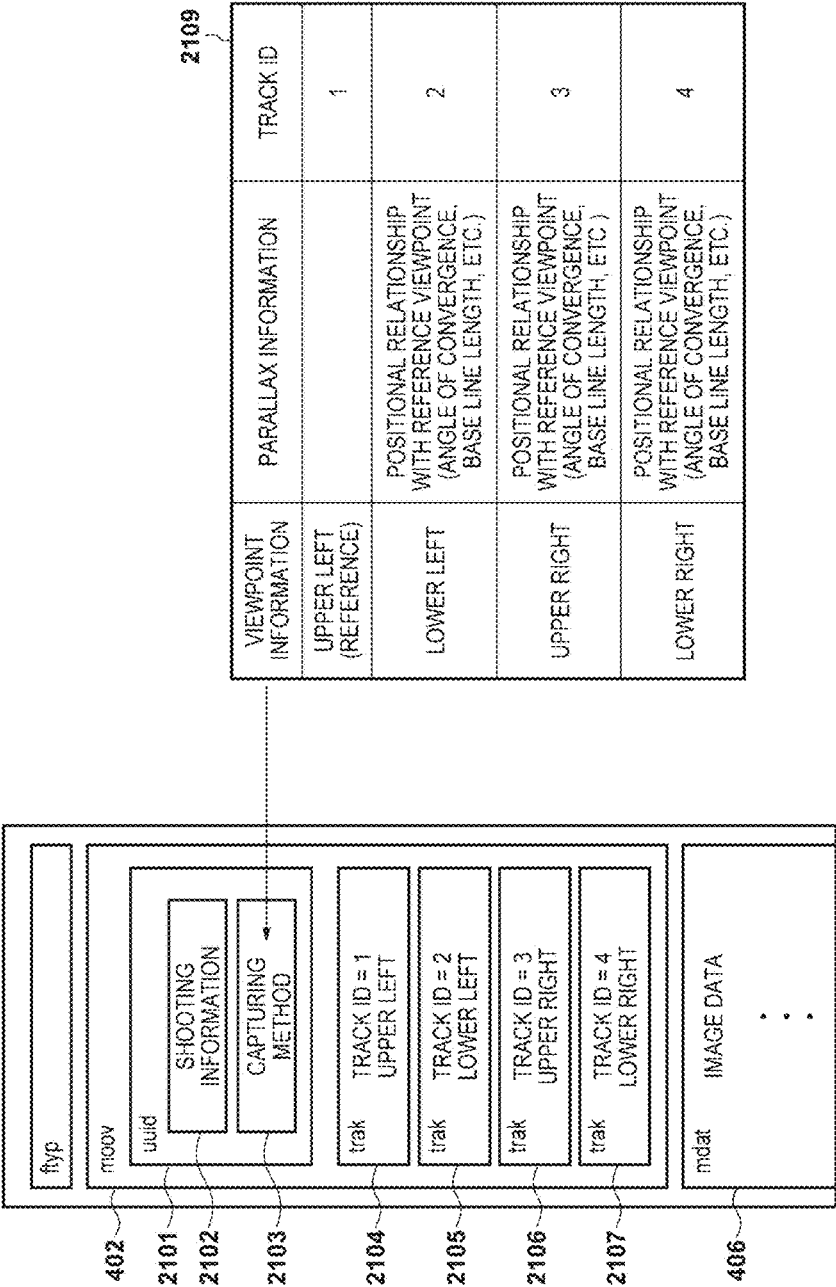 ftyp
402
moov
2101
uuid
2102
SHOOTING
INFORMATION
2103
CAPTURING
METHOD
2104
trak
TRACK ID = 1
UPPER LEFT
2105
trak
TRACK ID = 2
LOWER LEFT
2106
trak
TRACK ID = 3
UPPER RIGHT
2107
trak
TRACK ID = 4
LOWER RIGHT
406
mdat
IMAGE DATA
2109
VIEWPOINT
INFORMATION
PARALLAX INFORMATION
TRACK ID
UPPER LEFT
(REFERENCE)
1
LOWER LEFT
POSITIONAL RELATIONSHIP
WITH REFERENCE VIEWPOINT
(ANGLE OF CONVERGENCE,
BASE LINE LENGTH, ETC.)
2
UPPER RIGHT
POSITIONAL RELATIONSHIP
WITH REFERENCE VIEWPOINT
(ANGLE OF CONVERGENCE,
BASE LINE LENGTH, ETC )
3
LOWER RIGHT
POSITIONAL RELATIONSHIP
WITH REFERENCE VIEWPOINT
(ANGLE OF CONVERGENCE,
BASE LINE LENGTH, ETC.)
4